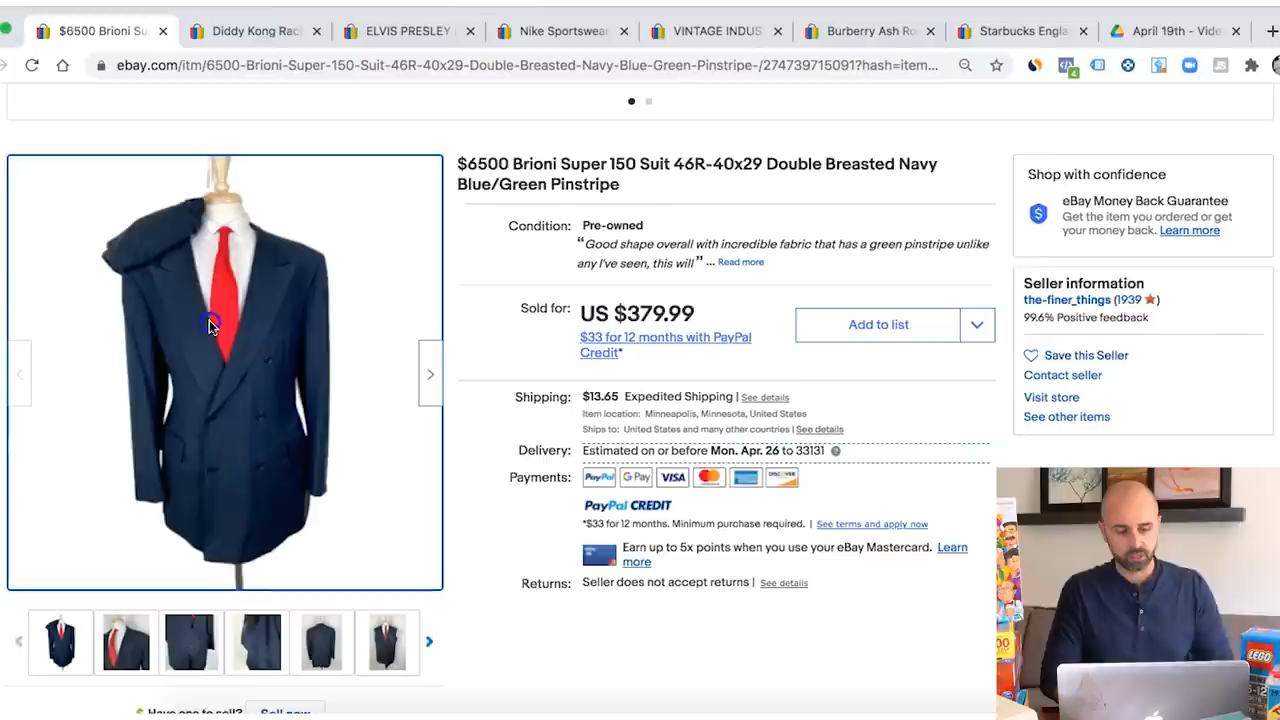 $6500 Brioni Su
Diddy Kong Rac
ELVIS PRESLEY
Nike Sportswear
VINTAGE INDUS
Burberry Ash Ro
Starbucks Engla
April 19th - Vide
ebay.com/itm/6500-Brioni-Super-150-Suit-46R-40x29-Double-Breasted-Navy-Blue-Green-Pinstripe-/274739715091?hash=item...
4
$6500 Brioni Super 150 Suit 46R-40x29 Double Breasted Navy
Blue/Green Pinstripe
Condition: Pre-owned
“Good shape overall with incredible fabric that has a green pinstripe unlike
any I've seen, this will” ... Read more
Sold for: US $379.99
$33 for 12 months with PayPal
Credit*
Add to list
Shipping: $13.65 Expedited Shipping | See details
Item location: Minneapolis, Minnesota, United States
Ships to: United States and many other countries | See details
Delivery: Estimated on or before Mon. Apr. 26 to 33131
Payments: PayPal G Pay VISA DISCOVER
PayPal CREDIT
*$33 for 12 months. Minimum purchase required. | See terms and apply now
Earn up to 5x points when you use your eBay Mastercard. Learn
more
Returns: Seller does not accept returns | See details
Shop with confidence
eBay Money Back Guarantee
Get the item you ordered or get
your money back. Learn more
Seller information
the-finer_things (1939)
99.6% Positive feedback
Save this Seller
Contact seller
Visit store
See other items
Have one to sell? Sell now
LEGO